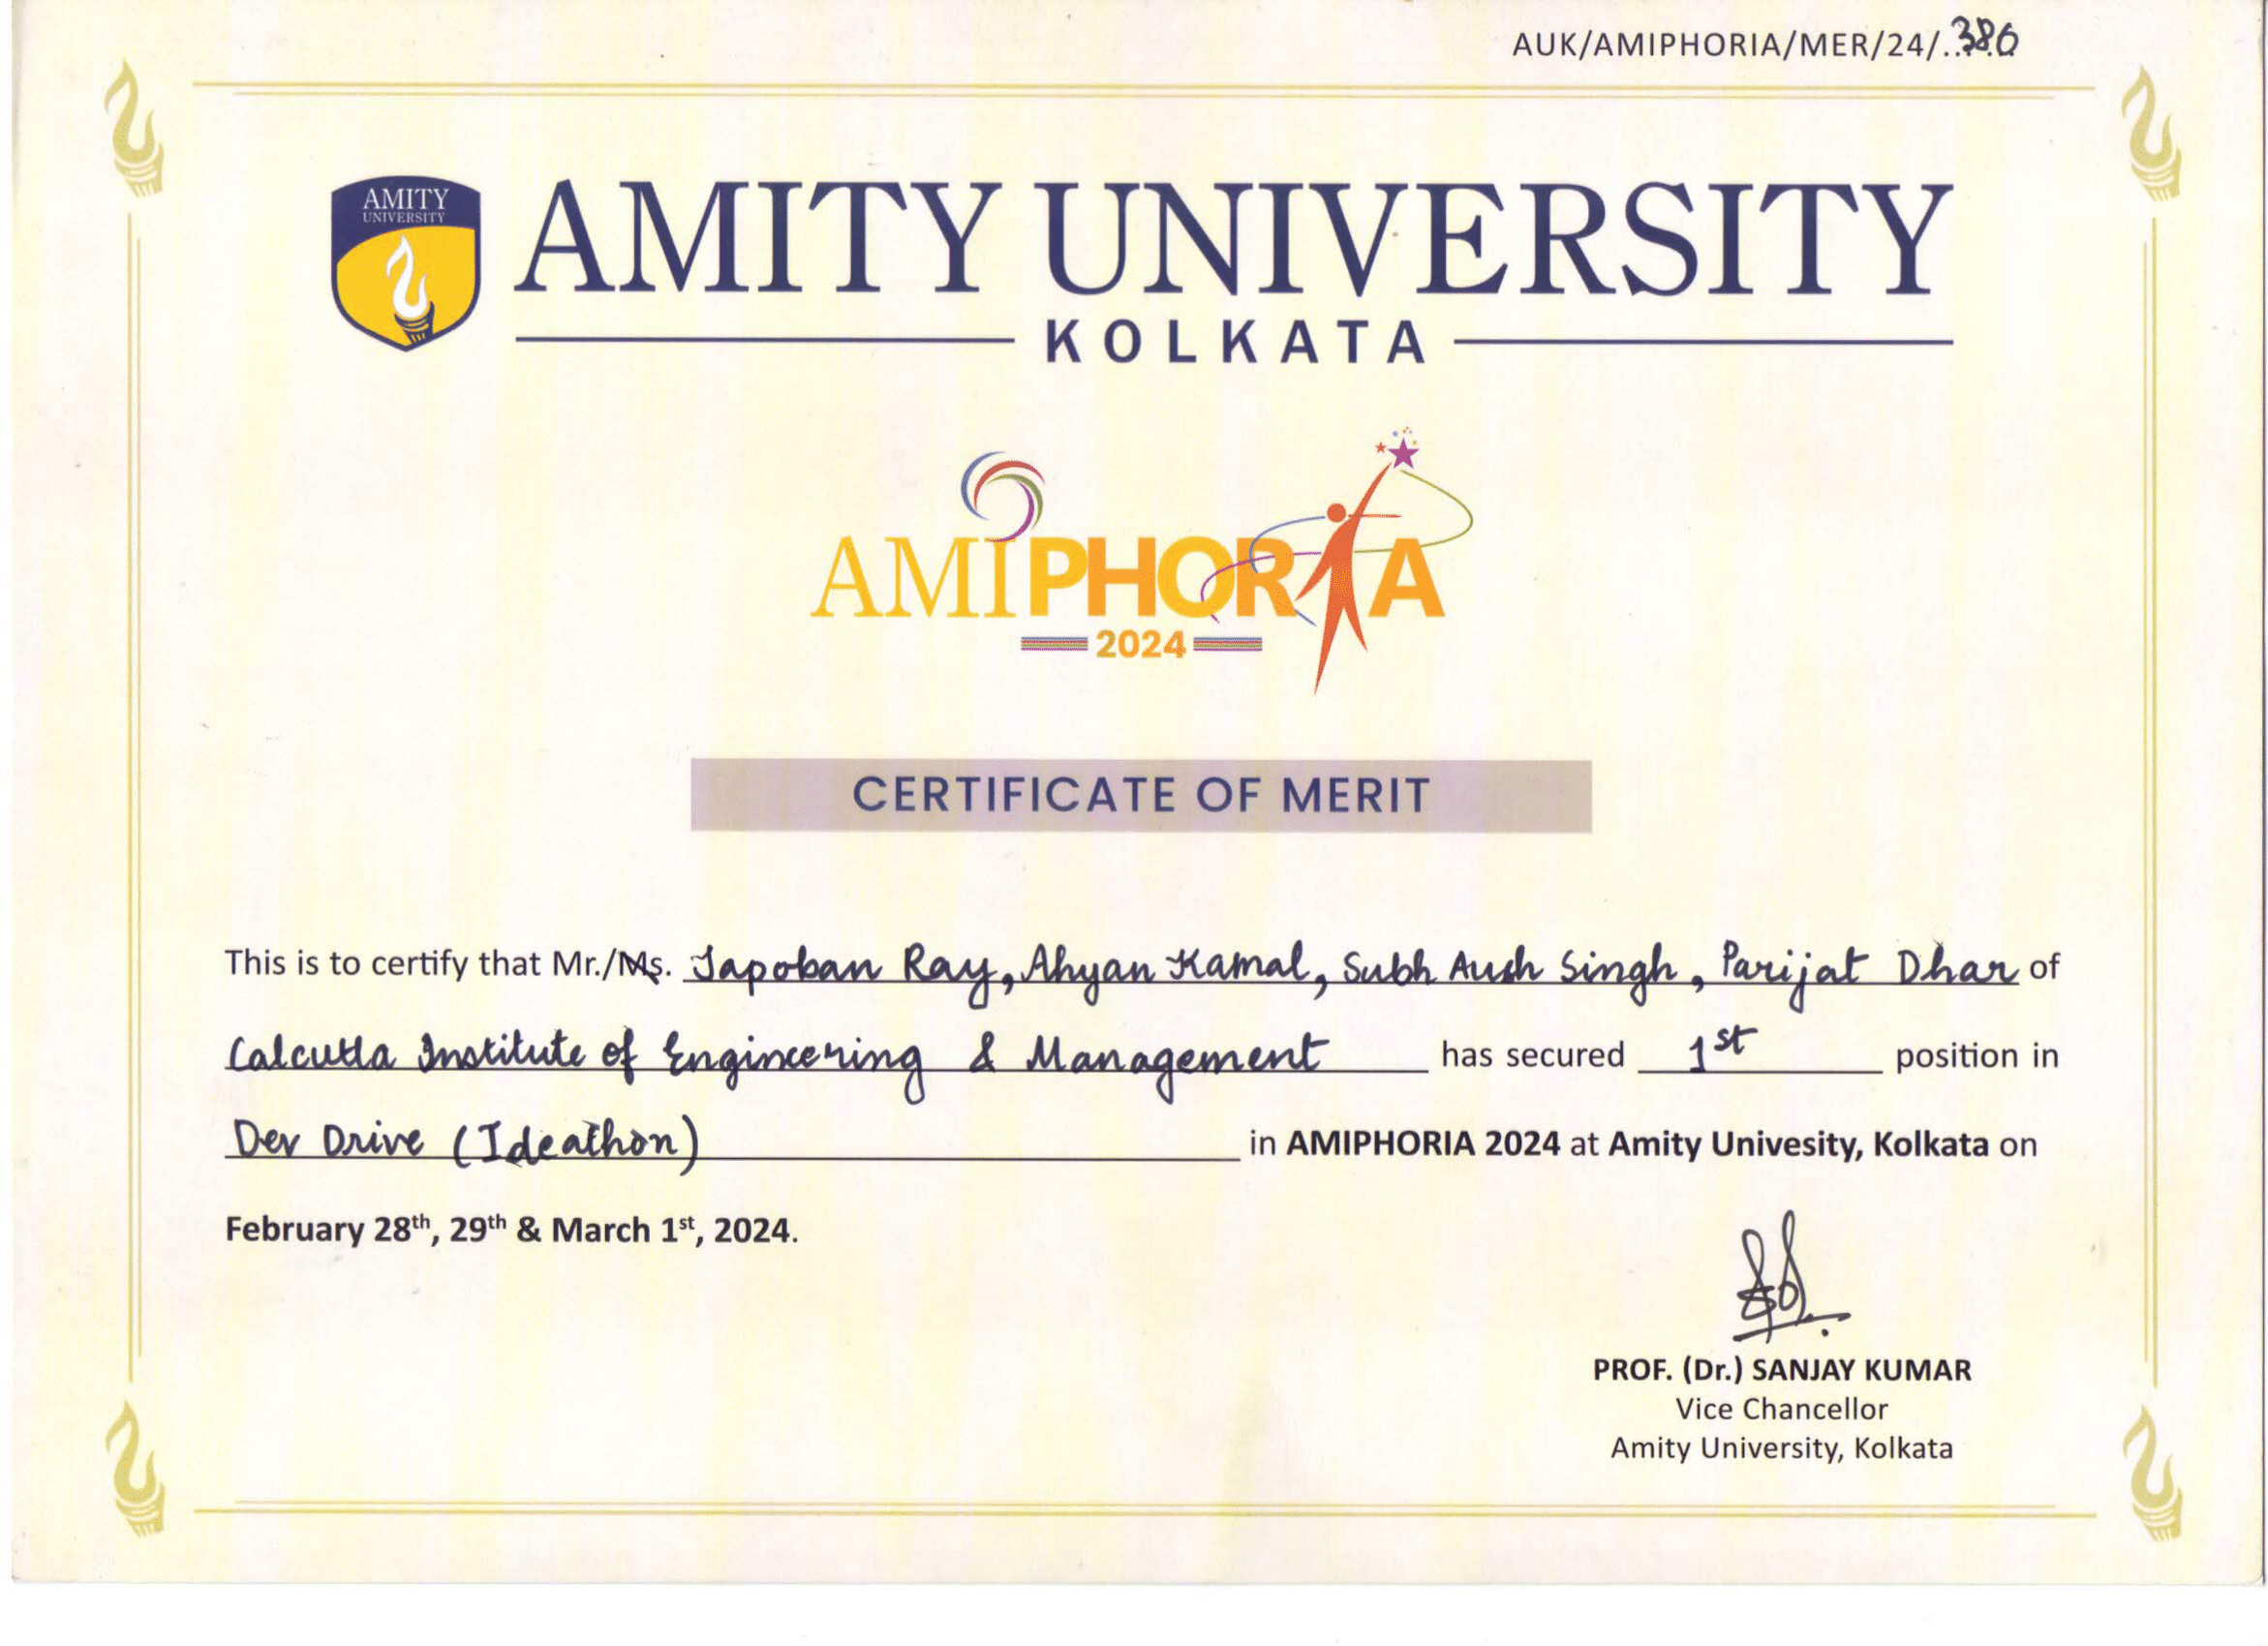 AUK/AMIPHORIA/MER/24/...386
AMITY
UNIVERSITY
AMITY UNIVERSITY
KOLKATA
AMIPHORIA
2024
CERTIFICATE OF MERIT
This is to certify that Mr./Ms. Tapoban Ray, Ahyan Kamal, Subh Aush Singh, Parijat Dhar of
Calcutta Institute of Engineering & Management has secured 1st position in
Dev Drive (Ideathon) in AMIPHORIA 2024 at Amity Univesity, Kolkata on
February 28th, 29th & March 1st, 2024.
PROF. (Dr.) SANJAY KUMAR
Vice Chancellor
Amity University, Kolkata